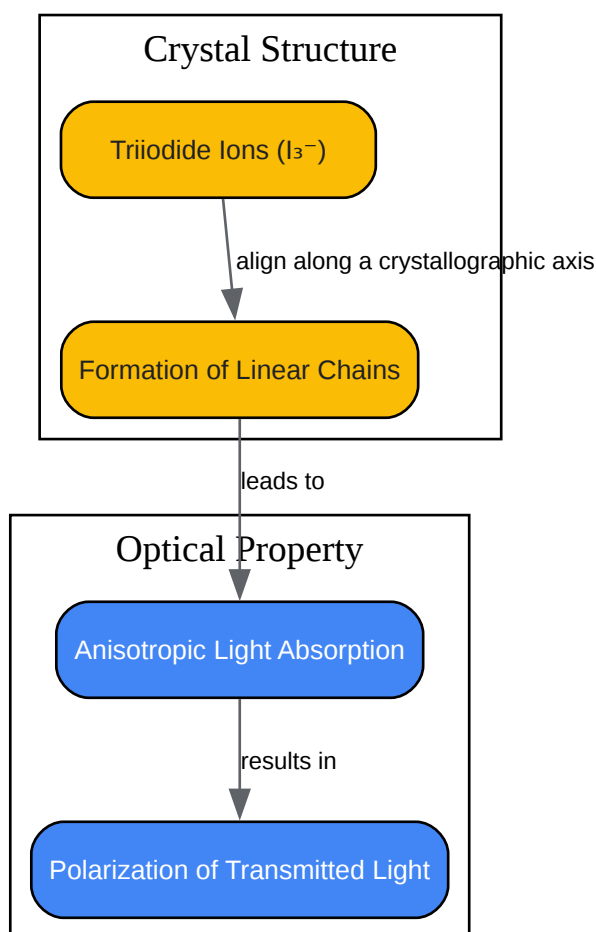 Crystal Structure
Triiodide Ions (I₃⁻)
align along a crystallographic axis
Formation of Linear Chains
leads to
Optical Property
Anisotropic Light Absorption
results in
Polarization of Transmitted Light